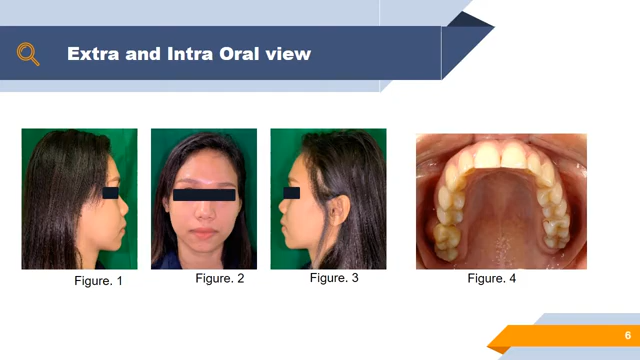 Extra and Intra Oral view
Figure. 1
Figure. 2
Figure. 3
Figure. 4
6